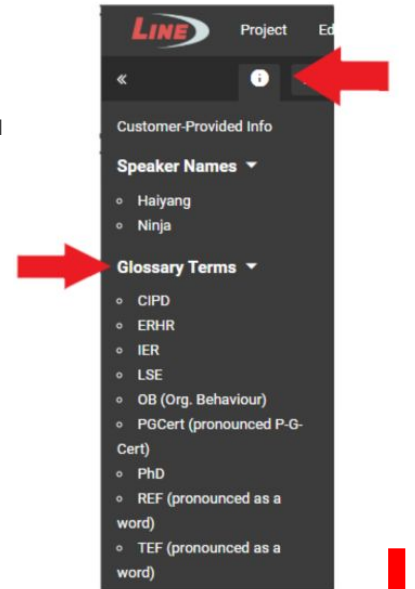 LINE Project Ed
«
Customer-Provided Info
Speaker Names
Haiyang
Ninja
Glossary Terms
CIPD
ERHR
IER
LSE
OB (Org. Behaviour)
PGCert (pronounced P-G-
Cert)
PhD
REF (pronounced as a
word)
TEF (pronounced as a
word)